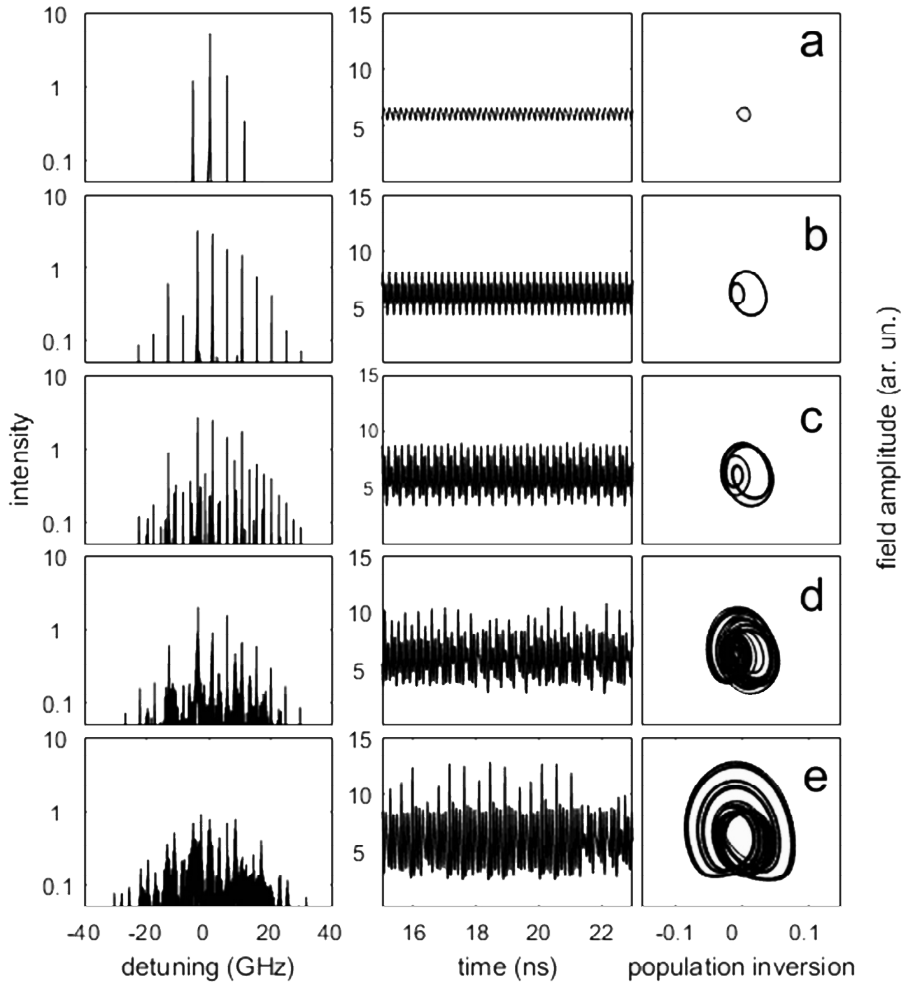 10
1
0.1
15
10
5
a
10
1
0.1
15
10
5
b
10
1
0.1
15
10
5
c
10
1
0.1
15
10
5
d
10
1
0.1
15
10
5
e
intensity
field amplitude (ar. un.)
-40 -20 0 20 40
16 18 20 22
-0.1 0 0.1
detuning (GHz)
time (ns)
population inversion